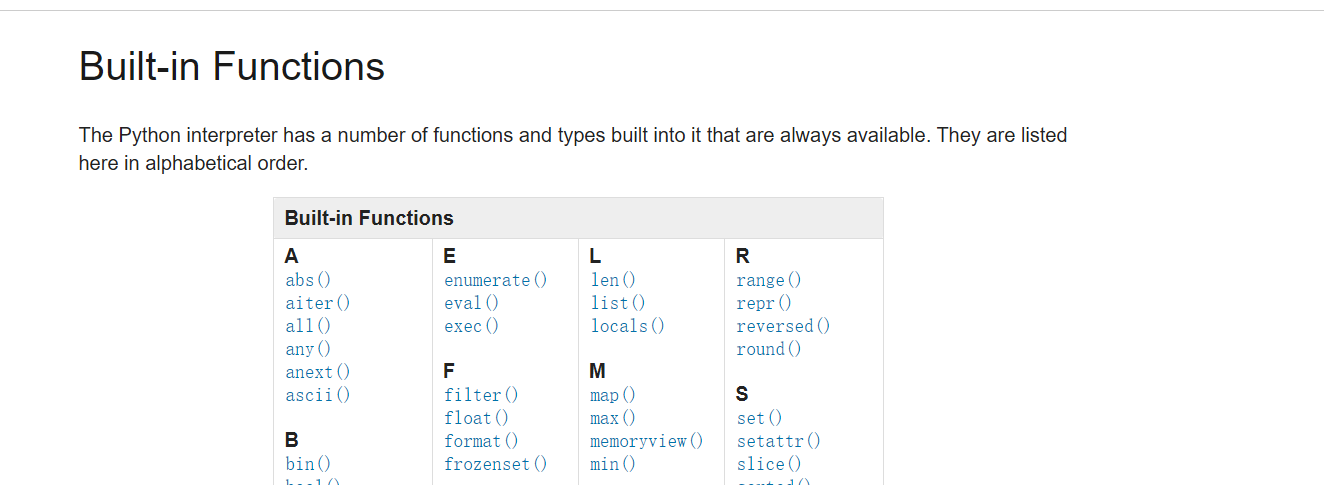 Built-in Functions
The Python interpreter has a number of functions and types built into it that are always available. They are listed
here in alphabetical order.
Built-in Functions
A
abs()
aiter()
all()
any()
anext()
ascii()
B
bin()
E
enumerate()
eval()
exec()
F
filter()
float()
format()
frozenset()
L
len()
list()
locals()
M
map()
max()
memoryview()
min()
R
range()
repr()
reversed()
round()
S
set()
setattr()
slice()